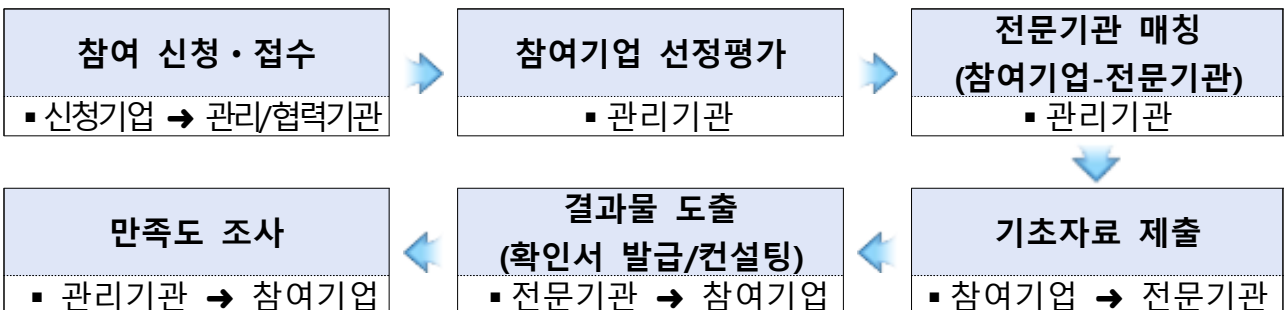 참여 신청・접수
▪ 신청기업 ➜ 관리/협력기관
참여기업 선정평가
▪ 관리기관
전문기관 매칭
(참여기업-전문기관)
▪ 관리기관
기초자료 제출
▪ 참여기업 ➜ 전문기관
결과물 도출
(확인서 발급/컨설팅)
▪ 전문기관 ➜ 참여기업
만족도 조사
▪ 관리기관 ➜ 참여기업